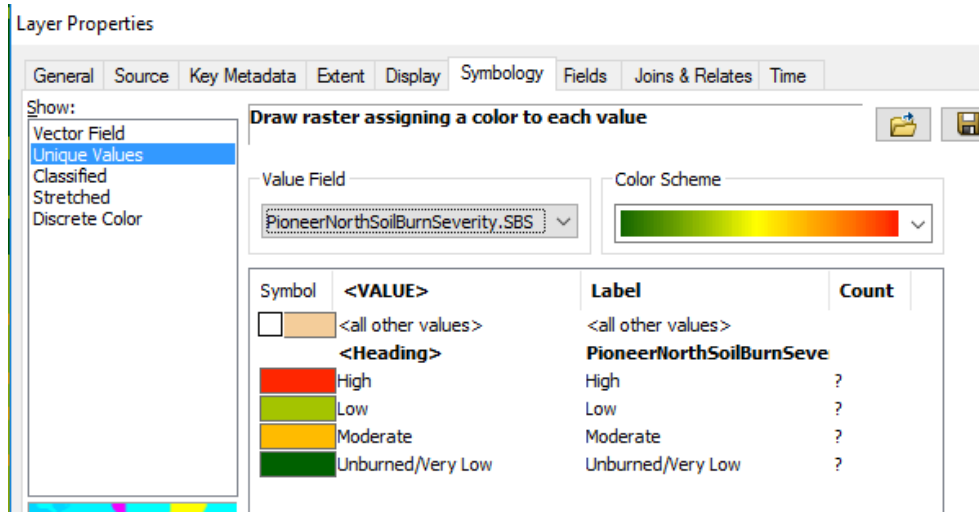 Layer Properties
General Source Key Metadata Extent Display Symbology Fields Joins & Relates Time
Show:
Vector Field
Unique Values
Classified
Stretched
Discrete Color
Draw raster assigning a color to each value
Value Field
PioneerNorthSoilBurnSeverity.SBS
Color Scheme
Symbol <VALUE> Label Count
<all other values> <all other values>
<Heading> PioneerNorthSoilBurnSeve
High High ?
Low Low ?
Moderate Moderate ?
Unburned/Very Low Unburned/Very Low ?